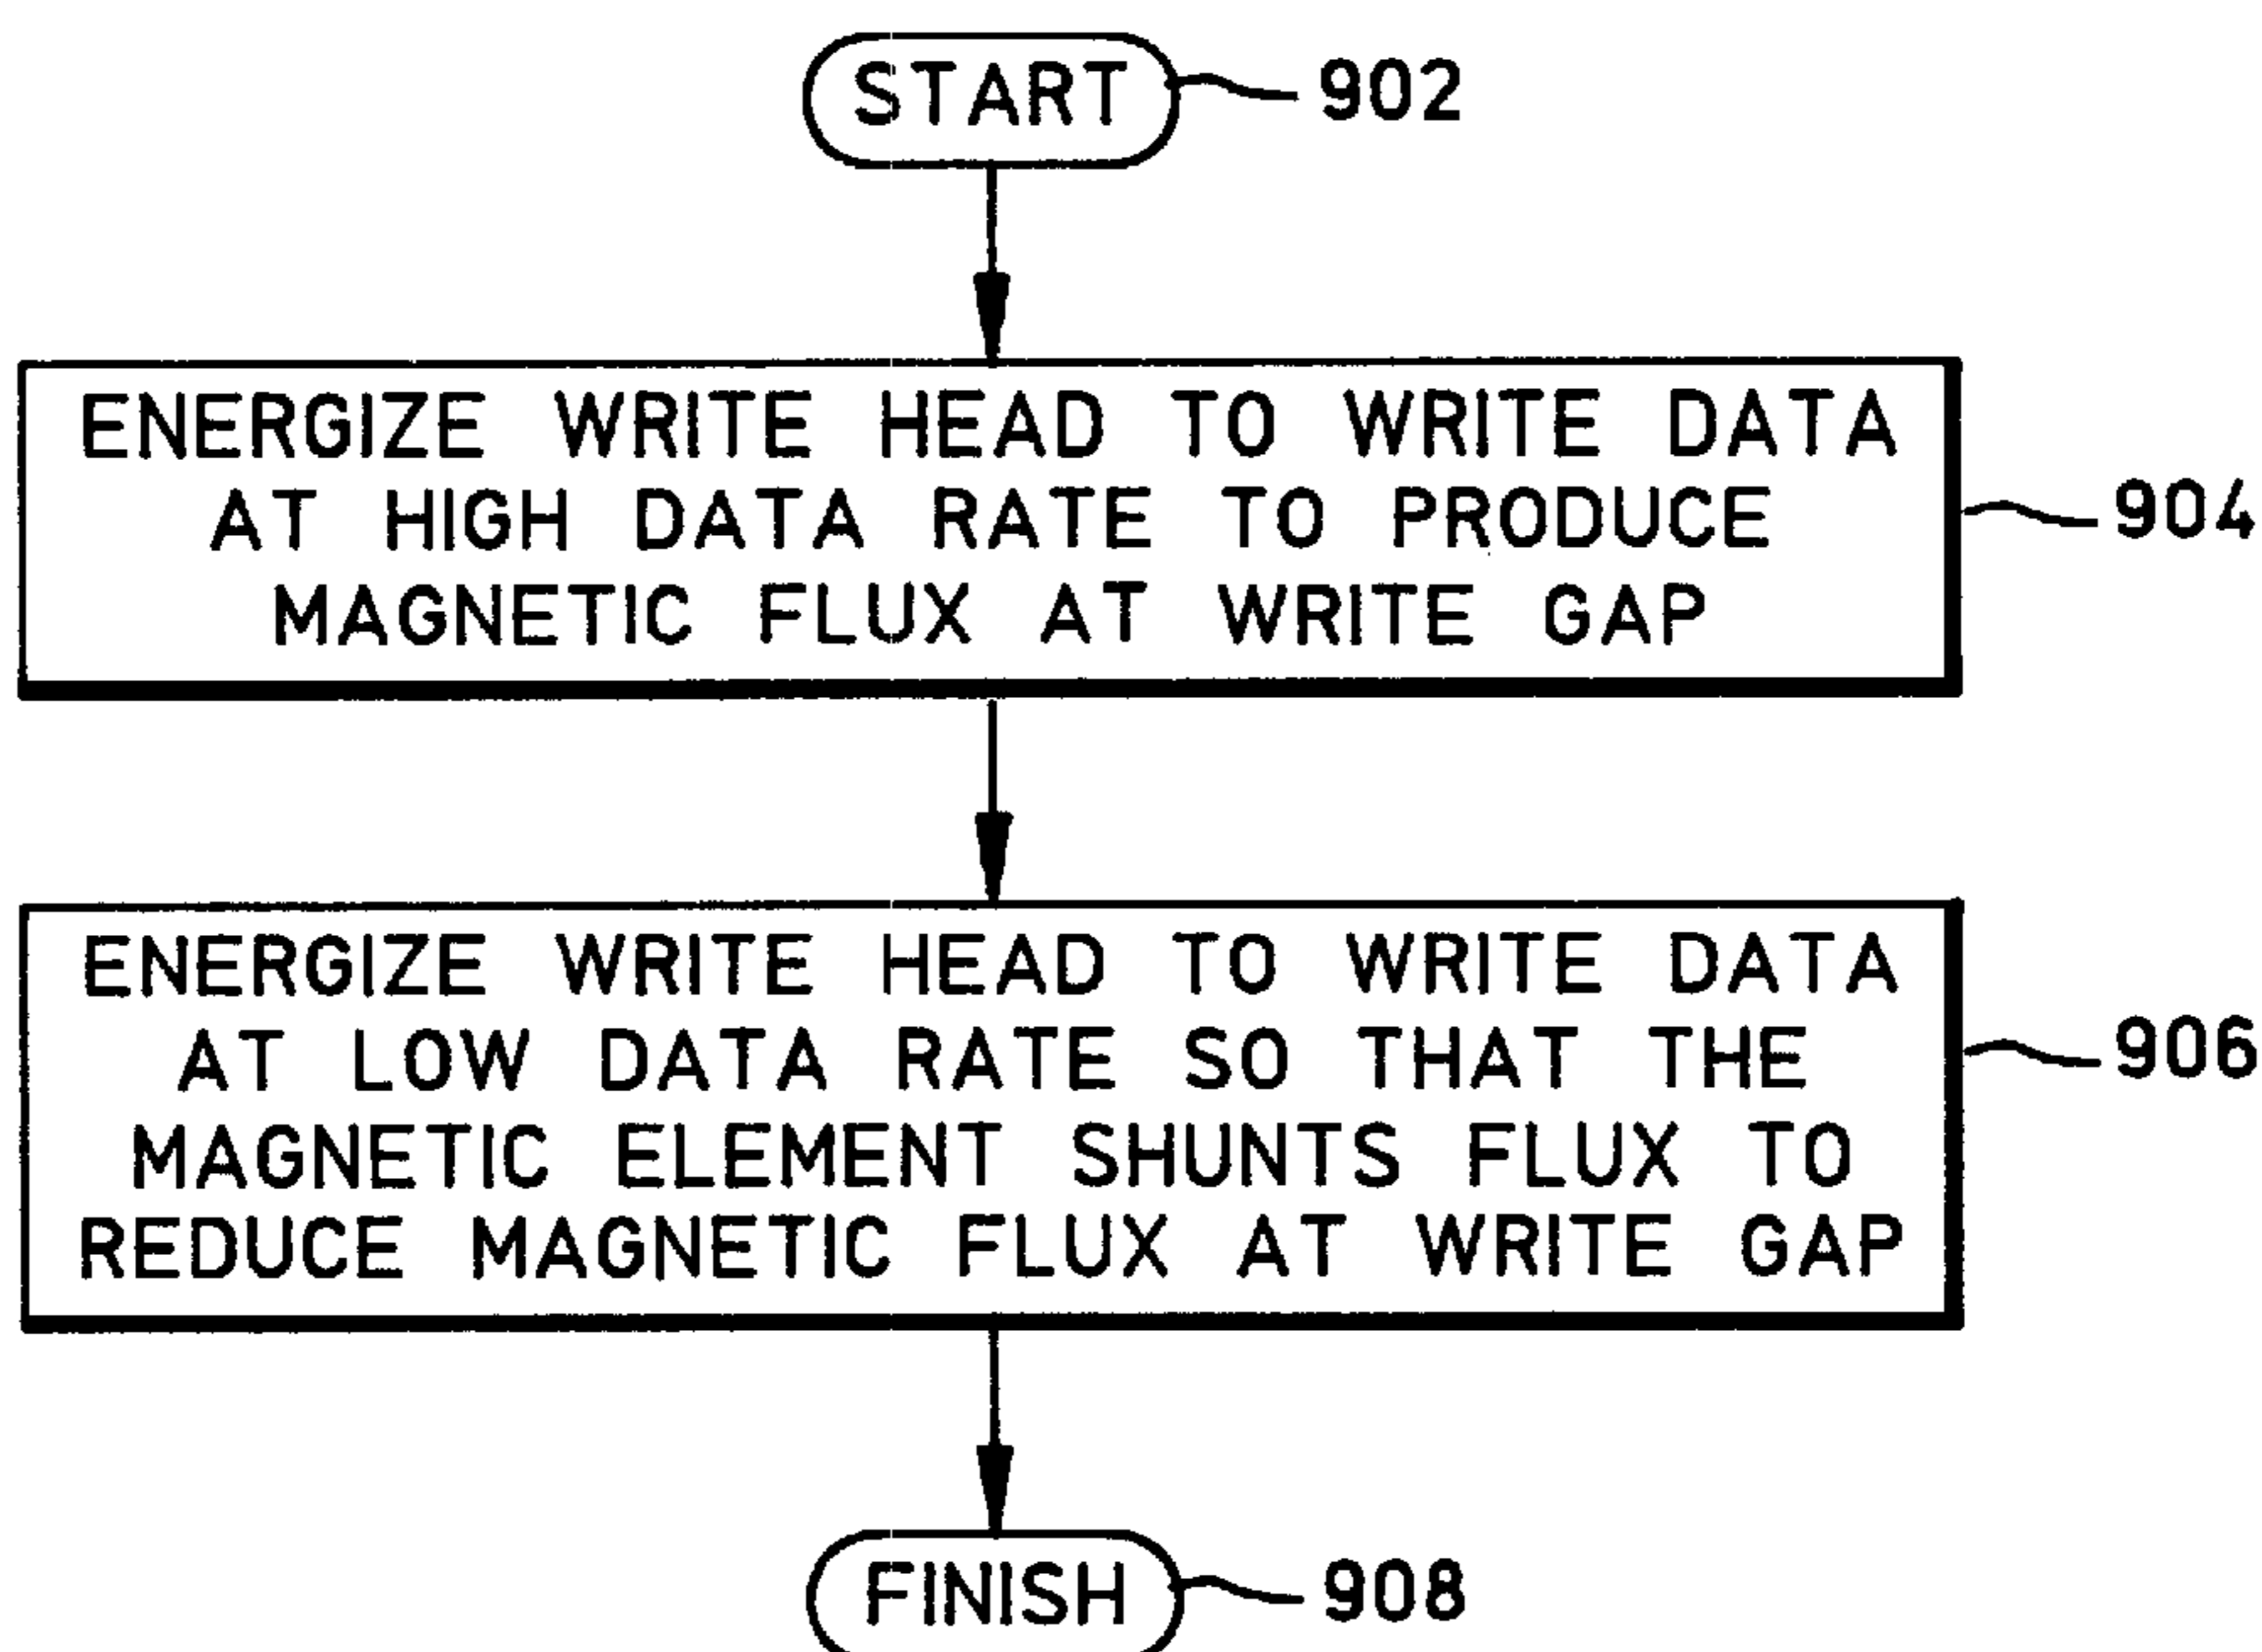 START 902
ENERGIZE WRITE HEAD TO WRITE DATA
AT HIGH DATA RATE TO PRODUCE 904
MAGNETIC FLUX AT WRITE GAP
ENERGIZE WRITE HEAD TO WRITE DATA
AT LOW DATA RATE SO THAT THE 906
MAGNETIC ELEMENT SHUNTS FLUX TO
REDUCE MAGNETIC FLUX AT WRITE GAP
FINISH 908